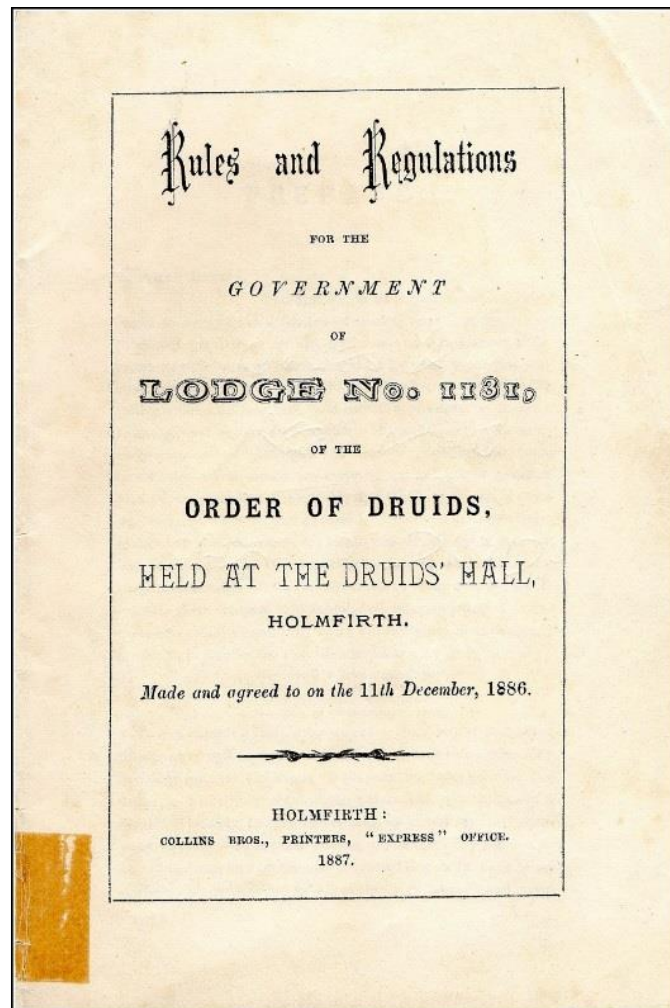 Rules and Regulations
FOR THE
GOVERNMENT
OF
LODGE No. 1131,
OF THE
ORDER OF DRUIDS,
HELD AT THE DRUIDS' HALL,
HOLMFIRTH.
Made and agreed to on the 11th December, 1886.
HOLMFIRTH:
COLLINS BROS., PRINTERS, "EXPRESS" OFFICE.
1887.